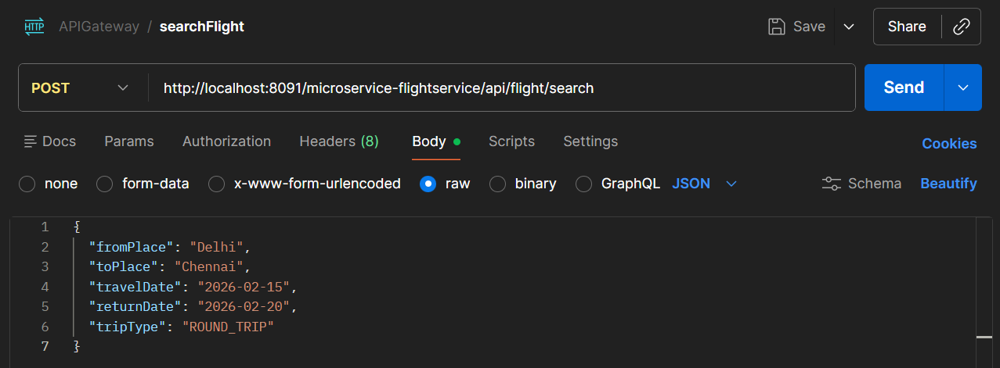 HTTP APIGateway / searchFlight Save Share
POST http://localhost:8091/microservice-flightservice/api/flight/search Send
Docs Params Authorization Headers (8) Body Scripts Settings Cookies
none form-data x-www-form-urlencoded raw binary GraphQL JSON Schema Beautify
1 {
2 "fromPlace": "Delhi",
3 "toPlace": "Chennai",
4 "travelDate": "2026-02-15",
5 "returnDate": "2026-02-20",
6 "tripType": "ROUND_TRIP"
7 }